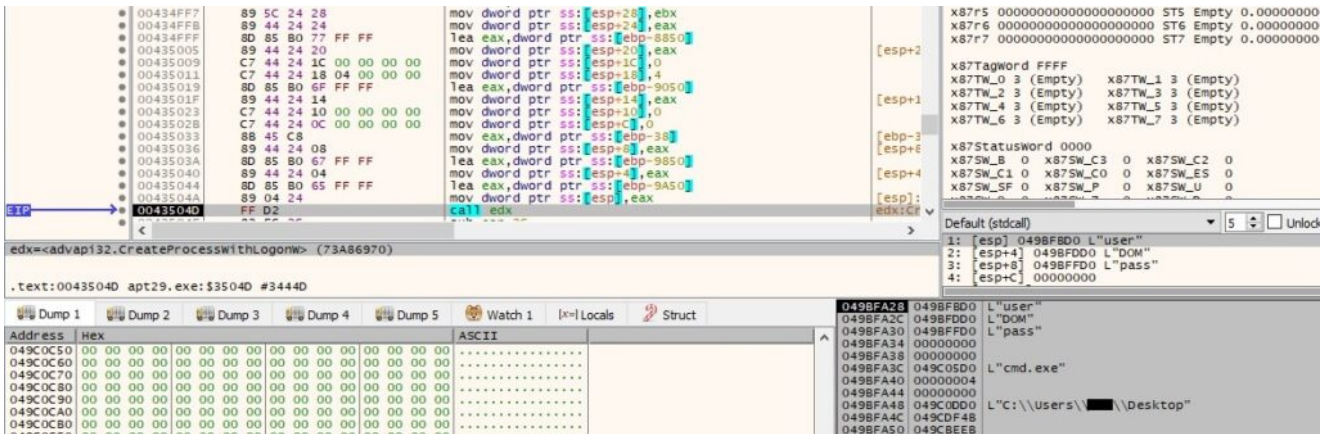 00434FF7 89 5C 24 28 mov dword ptr ss:[esp+28],ebx
00434FFB 89 44 24 24 mov dword ptr ss:[esp+24],eax
00434FFF 8D 85 B0 77 FF FF lea eax,dword ptr ss:[ebp-8850]
00435005 89 44 24 20 mov dword ptr ss:[esp+20],eax [esp+2
00435009 C7 44 24 1C 00 00 00 00 mov dword ptr ss:[esp+1C],0
00435011 C7 44 24 18 04 00 00 00 mov dword ptr ss:[esp+18],4
00435019 8D 85 B0 6F FF FF lea eax,dword ptr ss:[ebp-9050]
0043501F 89 44 24 14 mov dword ptr ss:[esp+14],eax [esp+1
00435023 C7 44 24 10 00 00 00 00 mov dword ptr ss:[esp+10],0
0043502B C7 44 24 0C 00 00 00 00 mov dword ptr ss:[esp+C],0
00435033 8B 45 C8 mov eax,dword ptr ss:[ebp-38] [ebp-3
00435036 89 44 24 08 mov dword ptr ss:[esp+8],eax [esp+8
0043503A 8D 85 B0 67 FF FF lea eax,dword ptr ss:[ebp-9850]
00435040 89 44 24 04 mov dword ptr ss:[esp+4],eax [esp+4
00435044 8D 85 B0 65 FF FF lea eax,dword ptr ss:[ebp-9A50]
0043504A 89 04 24 mov dword ptr ss:[esp],eax [esp]:
EIP 0043504D FF D2 call edx edx:Cr
edx=<advapi32.CreateProcessWithLogonW> (73A86970)
.text:0043504D apt29.exe:$3504D #3444D
x87r5 00000000000000000000 ST5 Empty 0.00000000
x87r6 00000000000000000000 ST6 Empty 0.00000000
x87r7 00000000000000000000 ST7 Empty 0.00000000
x87TagWord FFFF
x87TW_0 3 (Empty) x87TW_1 3 (Empty)
x87TW_2 3 (Empty) x87TW_3 3 (Empty)
x87TW_4 3 (Empty) x87TW_5 3 (Empty)
x87TW_6 3 (Empty) x87TW_7 3 (Empty)
x87StatusWord 0000
x87SW_B 0 x87SW_C3 0 x87SW_C2 0
x87SW_C1 0 x87SW_C0 0 x87SW_ES 0
x87SW_SF 0 x87SW_P 0 x87SW_U 0
Default (stdcall) 5 Unlock
1: [esp] 049BFBD0 L"user"
2: [esp+4] 049BFDD0 L"DOM"
3: [esp+8] 049BFFD0 L"pass"
4: [esp+C] 00000000
Dump 1 Dump 2 Dump 3 Dump 4 Dump 5 Watch 1 [x=] Locals Struct
Address Hex ASCII
049C0C50 00 00 00 00 00 00 00 00 00 00 00 00 00 00 00 00 ................
049C0C60 00 00 00 00 00 00 00 00 00 00 00 00 00 00 00 00 ................
049C0C70 00 00 00 00 00 00 00 00 00 00 00 00 00 00 00 00 ................
049C0C80 00 00 00 00 00 00 00 00 00 00 00 00 00 00 00 00 ................
049C0C90 00 00 00 00 00 00 00 00 00 00 00 00 00 00 00 00 ................
049C0CA0 00 00 00 00 00 00 00 00 00 00 00 00 00 00 00 00 ................
049C0CB0 00 00 00 00 00 00 00 00 00 00 00 00 00 00 00 00 ................
049BFA28 049BFBD0 L"user"
049BFA2C 049BFDD0 L"DOM"
049BFA30 049BFFD0 L"pass"
049BFA34 00000000
049BFA38 00000000
049BFA3C 049C05D0 L"cmd.exe"
049BFA40 00000004
049BFA44 00000000
049BFA48 049C0DD0 L"C:\\Users\\ \\Desktop"
049BFA4C 049CDF4B
049BFA50 049CBEEB